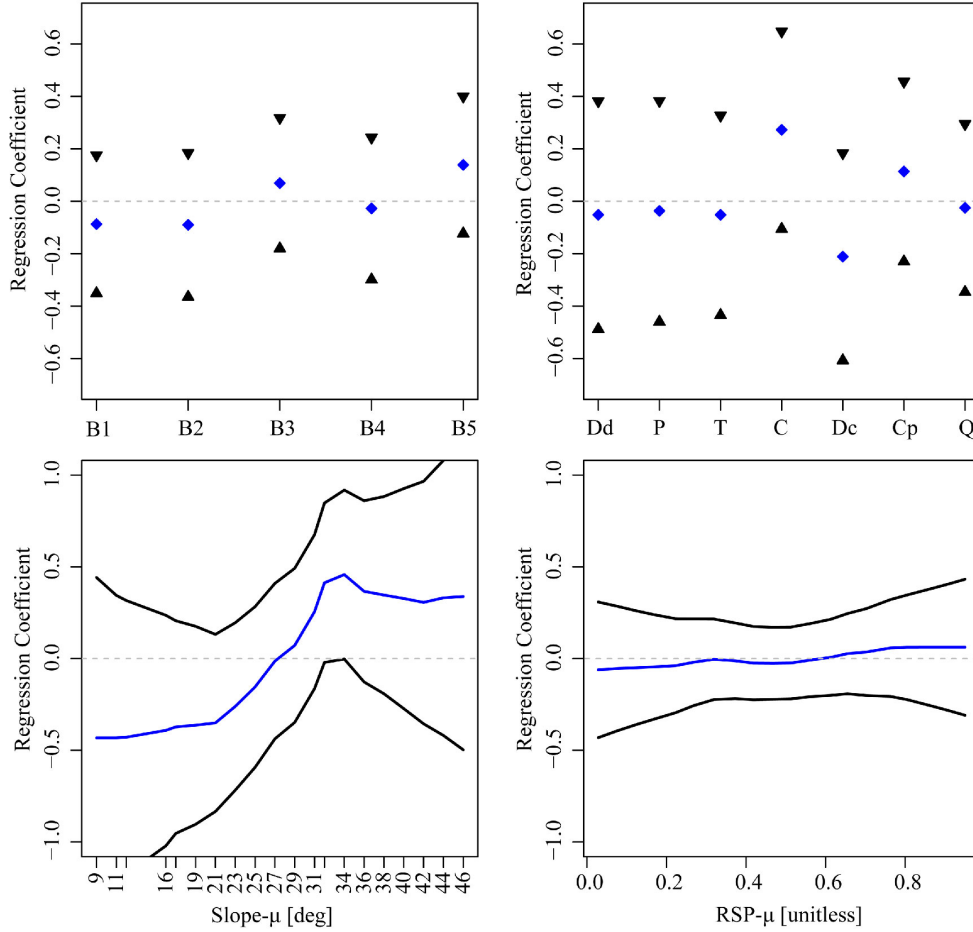 Regression Coefficient
0.6
0.4
0.2
0.0
−0.2
−0.4
−0.6
B1 B2 B3 B4 B5
Regression Coefficient
0.6
0.4
0.2
0.0
−0.2
−0.4
−0.6
Dd P T C Dc Cp Q
Regression Coefficient
1.0
0.5
0.0
−0.5
−1.0
9 11 16 19 21 23 25 27 29 31 34 36 38 40 42 44 46
Slope-μ [deg]
Regression Coefficient
1.0
0.5
0.0
−0.5
−1.0
0.0 0.2 0.4 0.6 0.8
RSP-μ [unitless]